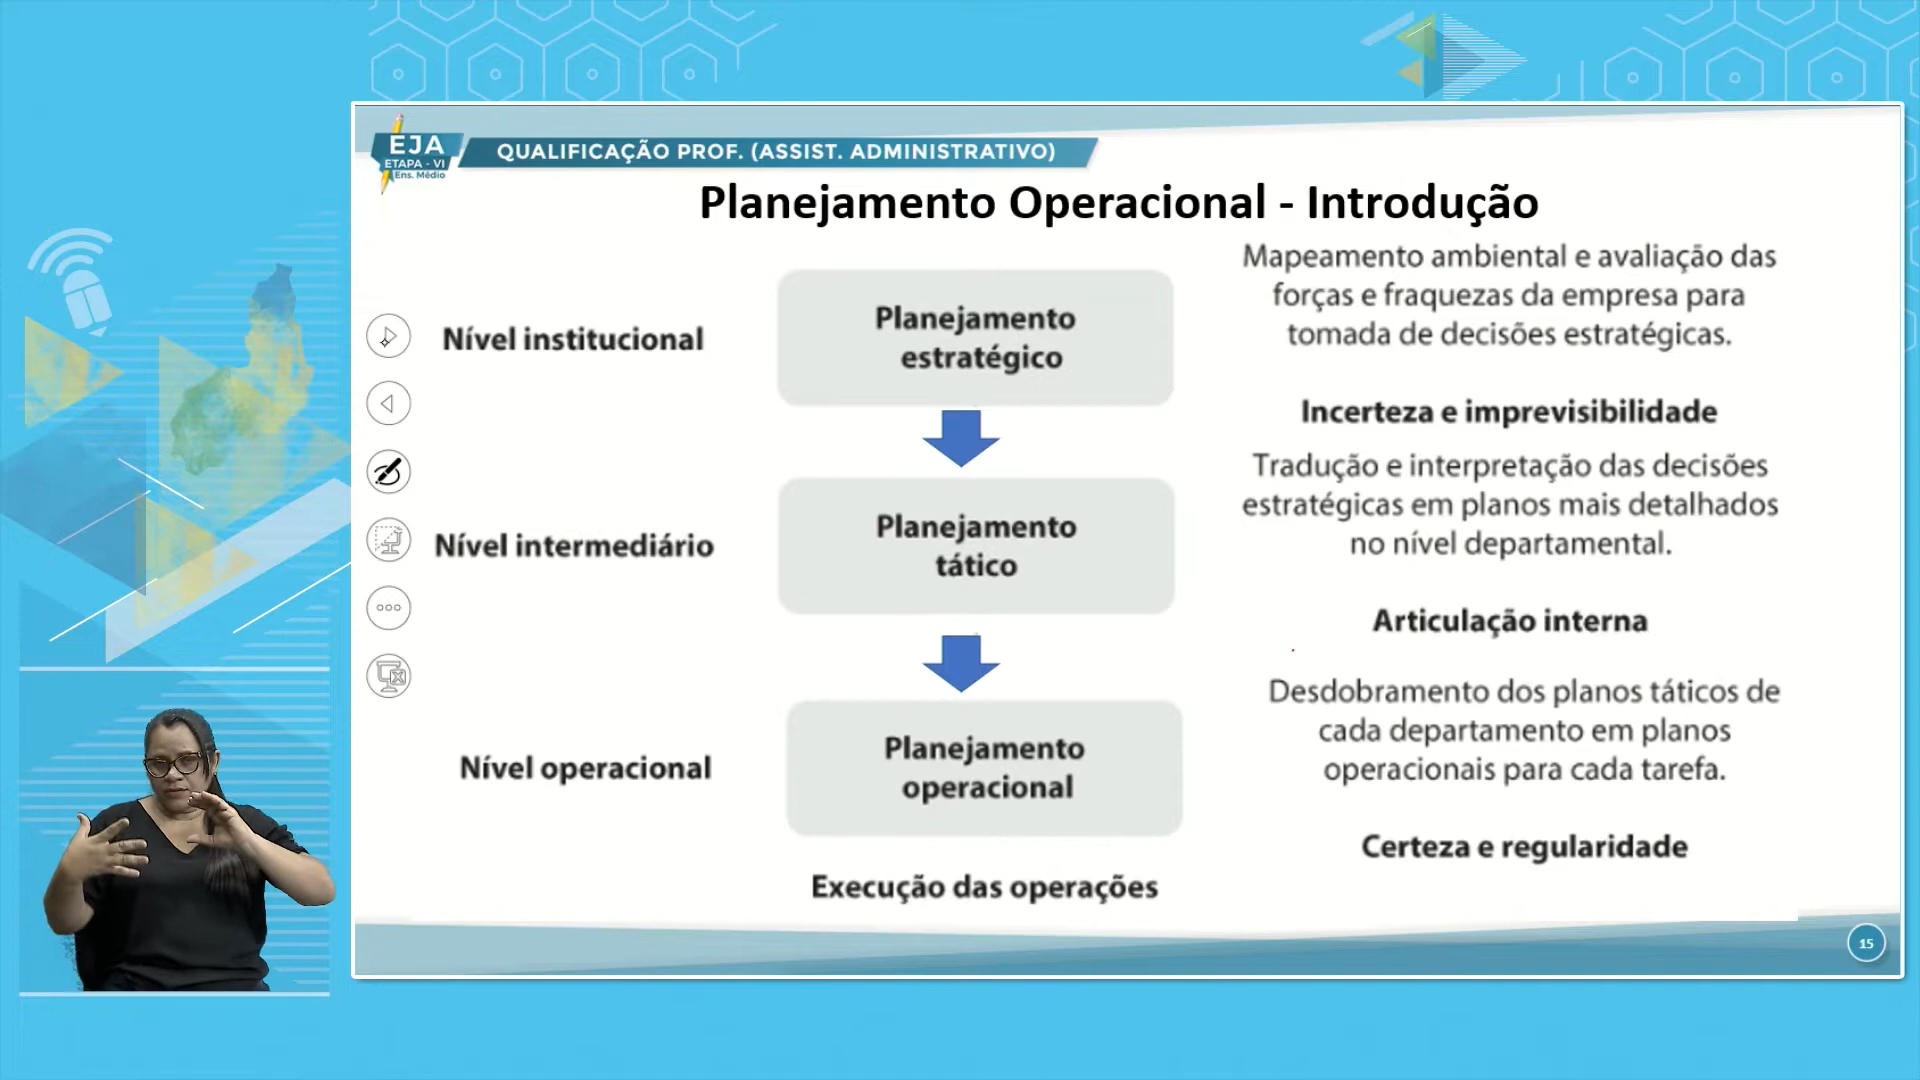 EJA
ETAPA - VI
Ens. Médio
QUALIFICAÇÃO PROF. (ASSIST. ADMINISTRATIVO)
Planejamento Operacional - Introdução
Nível institucional
Planejamento
estratégico
Mapeamento ambiental e avaliação das
forças e fraquezas da empresa para
tomada de decisões estratégicas.
Incerteza e imprevisibilidade
Nível intermediário
Planejamento
tático
Tradução e interpretação das decisões
estratégicas em planos mais detalhados
no nível departamental.
Articulação interna
Nível operacional
Planejamento
operacional
Desdobramento dos planos táticos de
cada departamento em planos
operacionais para cada tarefa.
Certeza e regularidade
Execução das operações
15